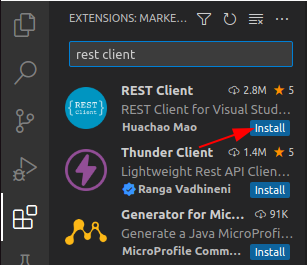 EXTENSIONS: MARKE...
rest client
REST Client 2.8M 5
REST Client for Visual Stud...
Huachao Mao Install
REST
Client
Thunder Client 1.4M 5
Lightweight Rest API Clien...
Ranga Vadhineni Install
Generator for Mic... 91K
Generate a Java MicroProfi...
MicroProfile Comm... Install